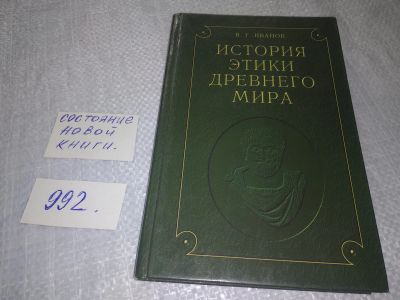 В. Г. ИВАНОВ
ИСТОРИЯ
ЭТИКИ
ДРЕВНЕГО
МИРА
СОСТОЯНИЕ
НОВОЙ
КНИГИ.
992.